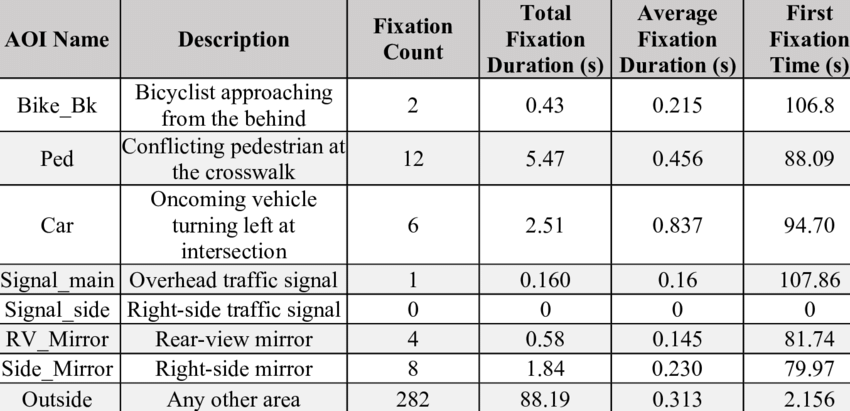 AOI Name Description Fixation Count Total Fixation Duration (s) Average Fixation Duration (s) First Fixation Time (s)
Bike_Bk Bicyclist approaching from the behind 2 0.43 0.215 106.8
Ped Conflicting pedestrian at the crosswalk 12 5.47 0.456 88.09
Car Oncoming vehicle turning left at intersection 6 2.51 0.837 94.70
Signal_main Overhead traffic signal 1 0.160 0.16 107.86
Signal_side Right-side traffic signal 0 0 0 0
RV_Mirror Rear-view mirror 4 0.58 0.145 81.74
Side_Mirror Right-side mirror 8 1.84 0.230 79.97
Outside Any other area 282 88.19 0.313 2.156